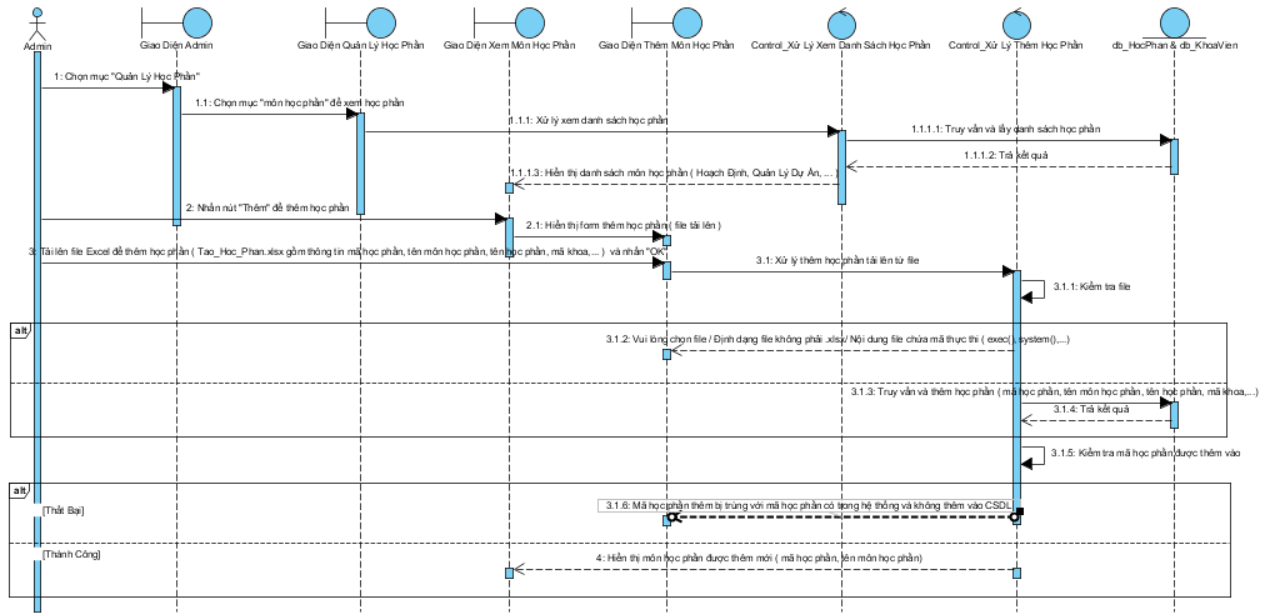 Admin
Giao Diện Admin
Giao Diện Quản Lý Học Phần
Giao Diện Xem Môn Học Phần
Giao Diện Thêm Môn Học Phần
Control_Xử Lý Xem Danh Sách Học Phần
Control_Xử Lý Thêm Học Phần
db_HocPhan & db_KhoaVien
1: Chọn mục "Quản Lý Học Phần"
1.1: Chọn mục "môn học phần" để xem học phần
1.1.1: Xử lý xem danh sách học phần
1.1.1.1: Truy vấn và lấy danh sách học phần
1.1.1.2: Trả kết quả
1.1.1.3: Hiển thị danh sách môn học phần ( Hoạch Định, Quản Lý Dự Án, ... )
2: Nhấn nút "Thêm" để thêm học phần
2.1: Hiển thị form thêm học phần ( file tải lên )
3: Tải lên file Excel để thêm học phần ( Tao_Hoc_Phan.xlsx gồm thông tin mã học phần, tên môn học phần, tên học phần, mã khoa,... ) và nhấn "OK"
3.1: Xử lý thêm học phần tải lên từ file
3.1.1: Kiểm tra file
alt
3.1.2: Vui lòng chọn file / Định dạng file không phải .xlsx/ Nội dung file chứa mã thực thi ( exec(), system(),...)
3.1.3: Truy vấn và thêm học phần ( mã học phần, tên môn học phần, tên học phần, mã khoa,...)
3.1.4: Trả kết quả
3.1.5: Kiểm tra mã học phần được thêm vào
alt
[Thất Bại]
3.1.6: Mã học phần thêm bị trùng với mã học phần có trong hệ thống và không thêm vào CSDL
[Thành Công]
4: Hiển thị môn học phần được thêm mới ( mã học phần, tên môn học phần)